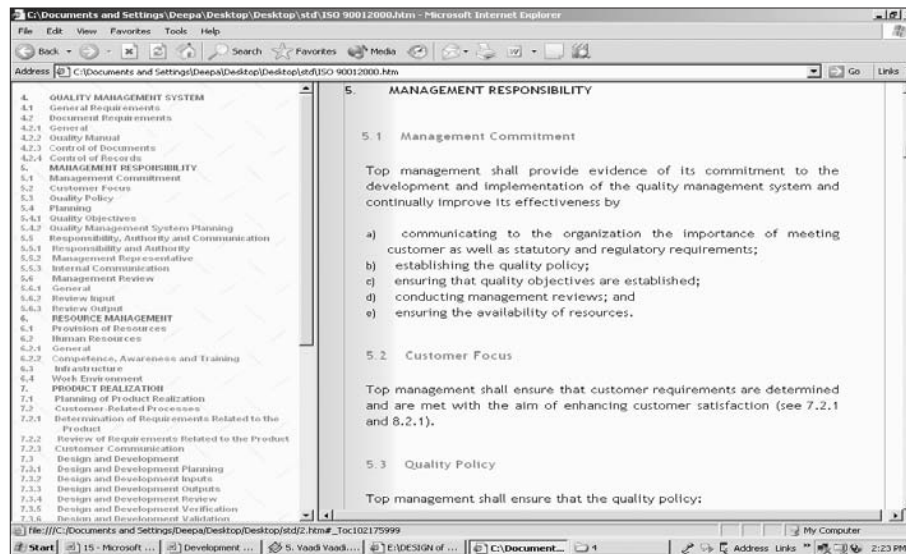 C:\Documents and Settings\Deepa\Desktop\Desktop\std\ISO 90012000.htm - Microsoft Internet Explorer
File Edit View Favorites Tools Help
Back Search Favorites Media
Address C:\Documents and Settings\Deepa\Desktop\Desktop\std\ISO 90012000.htm Go Links
4. QUALITY MANAGEMENT SYSTEM
4.1 General Requirements
4.2 Document Requirements
4.2.1 General
4.2.2 Quality Manual
4.2.3 Control of Documents
4.2.4 Control of Records
5. MANAGEMENT RESPONSIBILITY
5.1 Management Commitment
5.2 Customer Focus
5.3 Quality Policy
5.4 Planning
5.4.1 Quality Objectives
5.4.2 Quality Management System Planning
5.5 Responsibility, Authority and Communication
5.5.1 Responsibility and Authority
5.5.2 Management Representative
5.5.3 Internal Communication
5.6 Management Review
5.6.1 General
5.6.2 Review Input
5.6.3 Review Output
6. RESOURCE MANAGEMENT
6.1 Provision of Resources
6.2 Human Resources
6.2.1 General
6.2.2 Competence, Awareness and Training
6.3 Infrastructure
6.4 Work Environment
7. PRODUCT REALIZATION
7.1 Planning of Product Realization
7.2 Customer-Related Processes
7.2.1 Determination of Requirements Related to the
Product
7.2.2 Review of Requirements Related to the Product
7.2.3 Customer Communication
7.3 Design and Development
7.3.1 Design and Development Planning
7.3.2 Design and Development Inputs
7.3.3 Design and Development Outputs
7.3.4 Design and Development Review
7.3.5 Design and Development Verification
7.3.6 Design and Development Validation
5. MANAGEMENT RESPONSIBILITY
5.1 Management Commitment
Top management shall provide evidence of its commitment to the
development and implementation of the quality management system and
continually improve its effectiveness by
a) communicating to the organization the importance of meeting
customer as well as statutory and regulatory requirements;
b) establishing the quality policy;
c) ensuring that quality objectives are established;
d) conducting management reviews; and
e) ensuring the availability of resources.
5.2 Customer Focus
Top management shall ensure that customer requirements are determined
and are met with the aim of enhancing customer satisfaction (see 7.2.1
and 8.2.1).
5.3 Quality Policy
Top management shall ensure that the quality policy:
file:///C:/Documents and Settings/Deepa/Desktop/Desktop/std/2.htm#_Toc102175999 My Computer
Start 15 - Microsoft ... Development ... 5. Vaadi Vaadi.... E:\DESIGN of ... C:\Document... 1 Address Links » 2:23 PM